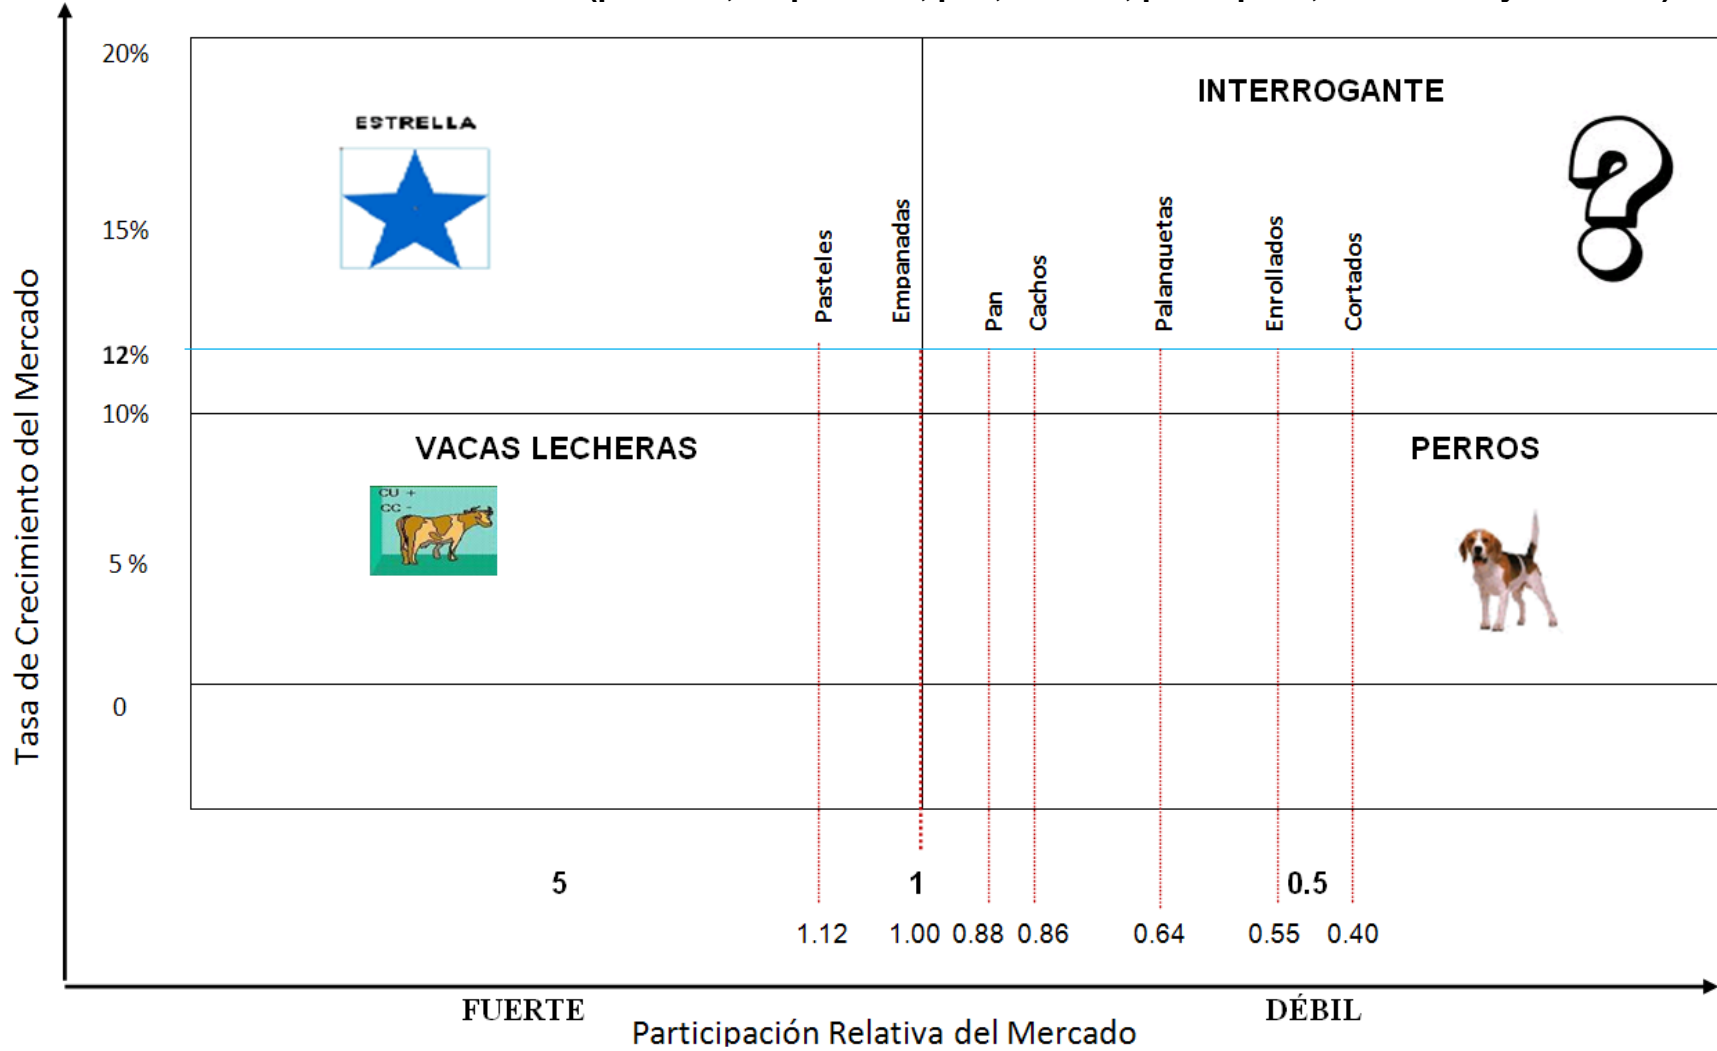 20%
INTERROGANTE
ESTRELLA
15%
Pasteles
Empanadas
Pan
Cachos
Palanquetas
Enrollados
Cortados
12%
10%
VACAS LECHERAS
PERROS
CU +
CC -
5 %
0
Tasa de Crecimiento del Mercado
5
1
0.5
1.12
1.00
0.88
0.86
0.64
0.55
0.40
FUERTE
DÉBIL
Participación Relativa del Mercado